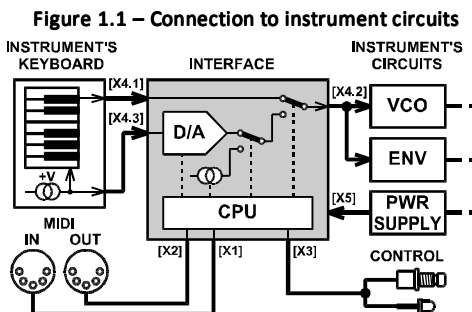 Figure 1.1 – Connection to instrument circuits
INSTRUMENT'S
KEYBOARD
INTERFACE
INSTRUMENT'S
CIRCUITS
[X4.1]
[X4.2]
VCO
[X4.3]
D/A
ENV
+V
[X5]
PWR
SUPPLY
CPU
MIDI
IN
OUT
[X2]
[X1]
[X3]
CONTROL